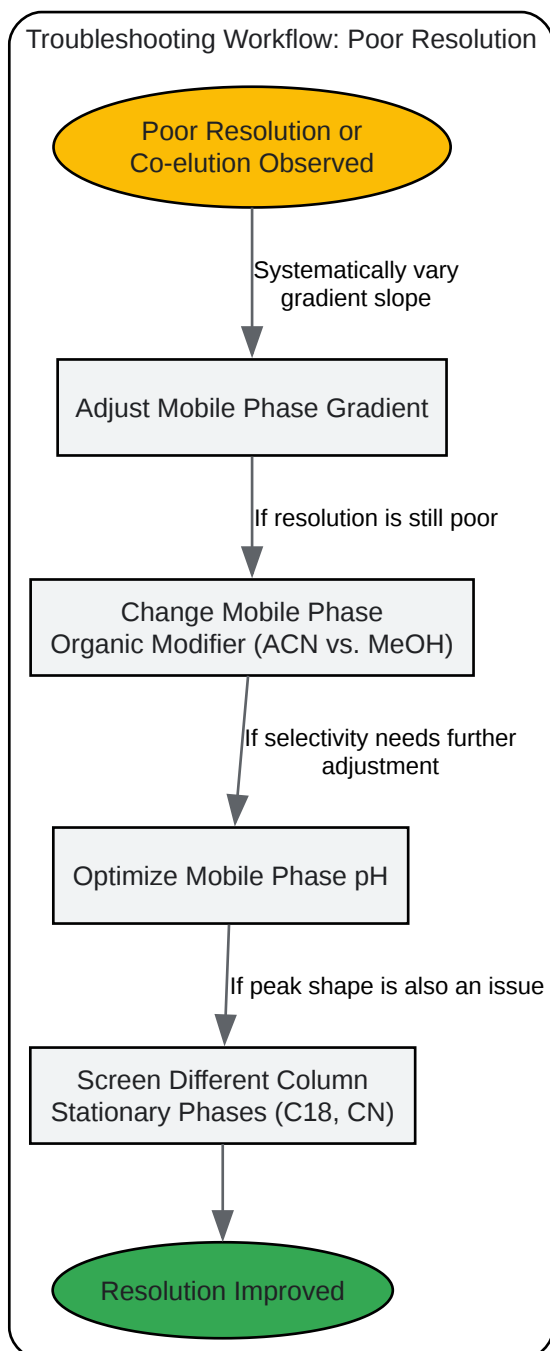 Troubleshooting Workflow: Poor Resolution
Poor Resolution or
Co-elution Observed
Systematically vary
gradient slope
Adjust Mobile Phase Gradient
If resolution is still poor
Change Mobile Phase
Organic Modifier (ACN vs. MeOH)
If selectivity needs further
adjustment
Optimize Mobile Phase pH
If peak shape is also an issue
Screen Different Column
Stationary Phases (C18, CN)
Resolution Improved